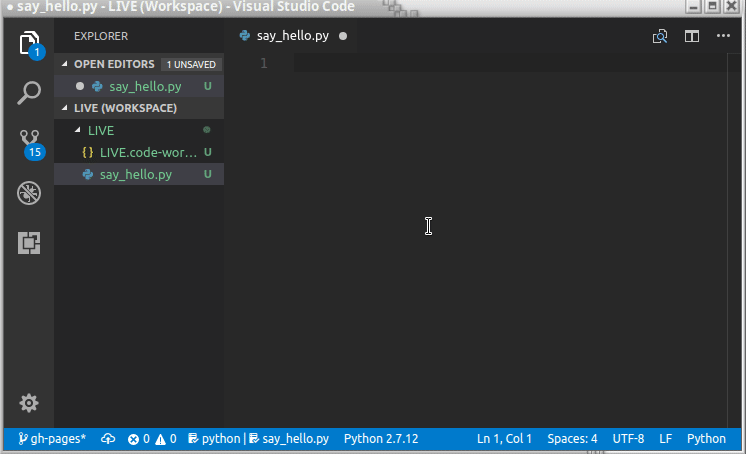 ● say_hello.py - LIVE (Workspace) - Visual Studio Code
EXPLORER
say_hello.py
OPEN EDITORS 1 UNSAVED
1
say_hello.py U
LIVE (WORKSPACE)
LIVE
{} LIVE.code-wor... U
say_hello.py U
1
15
gh-pages* 0 0 python | say_hello.py Python 2.7.12 Ln 1, Col 1 Spaces: 4 UTF-8 LF Python